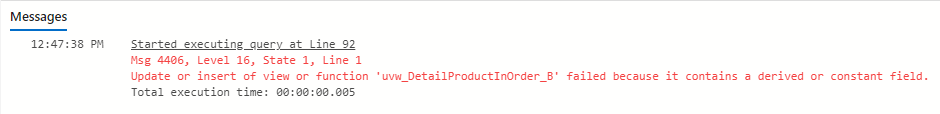 Messages
12:47:38 PM Started executing query at Line 92
Msg 4406, Level 16, State 1, Line 1
Update or insert of view or function 'uvw_DetailProductInOrder_B' failed because it contains a derived or constant field.
Total execution time: 00:00:00.005